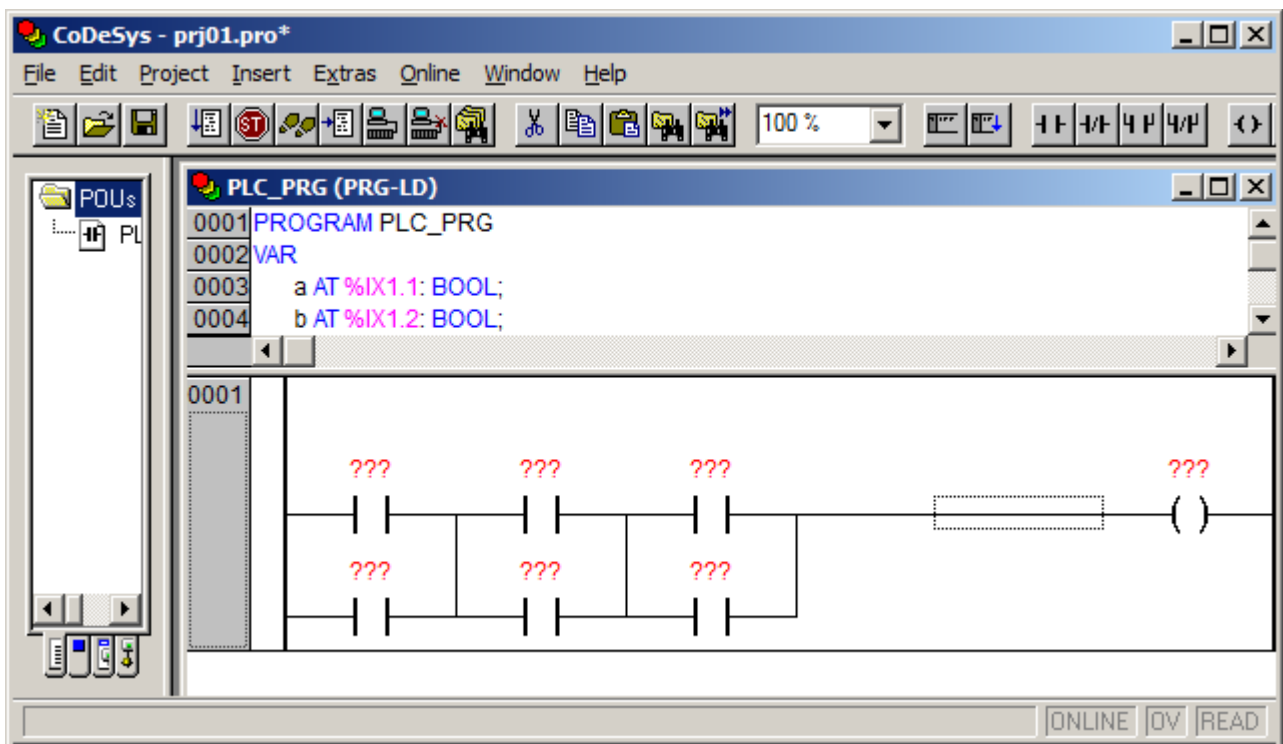 CoDeSys - prj01.pro*
File Edit Project Insert Extras Online Window Help
STOP
100 %
POUs
PL
PLC_PRG (PRG-LD)
0001 PROGRAM PLC_PRG
0002 VAR
0003 a AT %IX1.1: BOOL;
0004 b AT %IX1.2: BOOL;
0001
??? ??? ??? ???
??? ??? ???
ONLINE OV READ